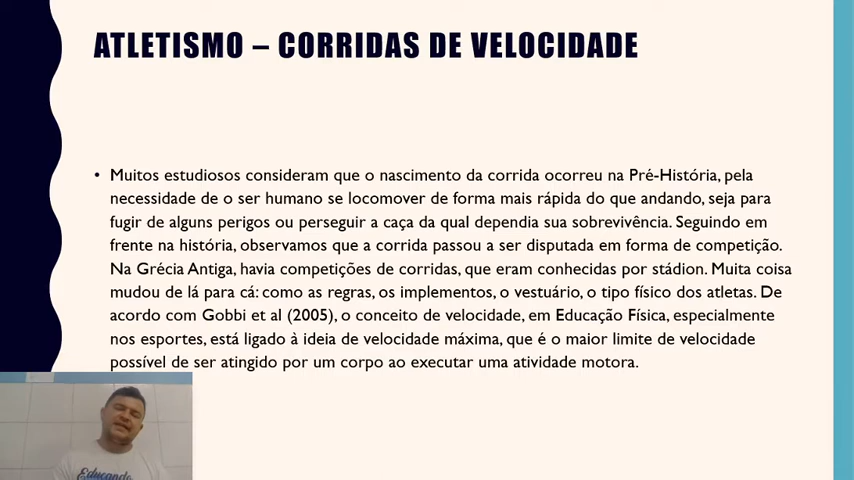 ATLETISMO – CORRIDAS DE VELOCIDADE
• Muitos estudiosos consideram que o nascimento da corrida ocorreu na Pré-História, pela
necessidade de o ser humano se locomover de forma mais rápida do que andando, seja para
fugir de alguns perigos ou perseguir a caça da qual dependia sua sobrevivência. Seguindo em
frente na história, observamos que a corrida passou a ser disputada em forma de competição.
Na Grécia Antiga, havia competições de corridas, que eram conhecidas por stádion. Muita coisa
mudou de lá para cá: como as regras, os implementos, o vestuário, o tipo físico dos atletas. De
acordo com Gobbi et al (2005), o conceito de velocidade, em Educação Física, especialmente
nos esportes, está ligado à ideia de velocidade máxima, que é o maior limite de velocidade
possível de ser atingido por um corpo ao executar uma atividade motora.
Educando